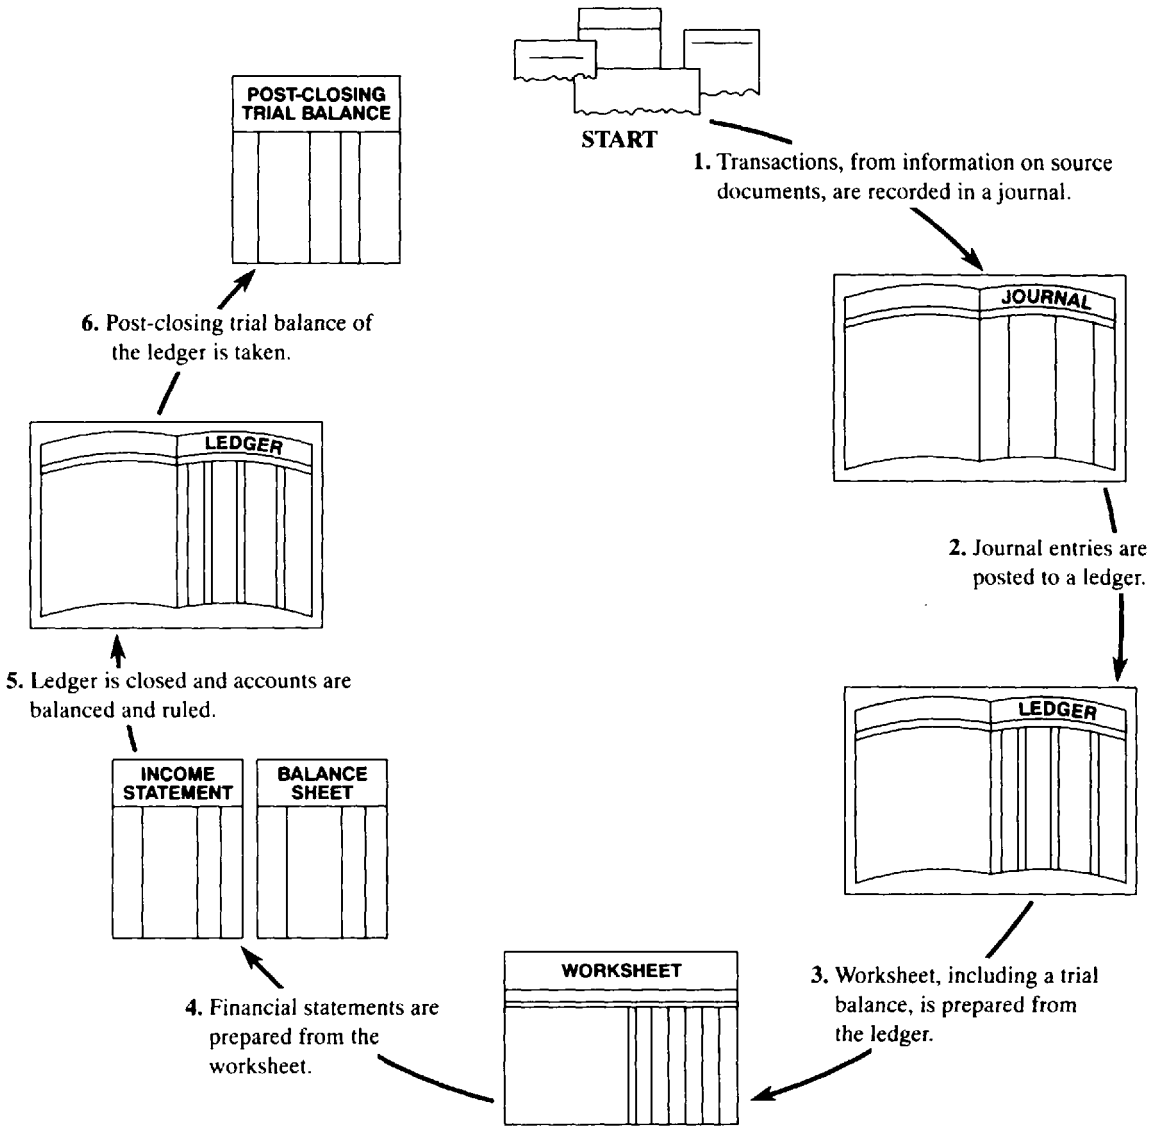 START
1. Transactions, from information on source
documents, are recorded in a journal.
JOURNAL
2. Journal entries are
posted to a ledger.
LEDGER
3. Worksheet, including a trial
balance, is prepared from
the ledger.
WORKSHEET
4. Financial statements are
prepared from the
worksheet.
INCOME
STATEMENT
BALANCE
SHEET
5. Ledger is closed and accounts are
balanced and ruled.
LEDGER
6. Post-closing trial balance of
the ledger is taken.
POST-CLOSING
TRIAL BALANCE